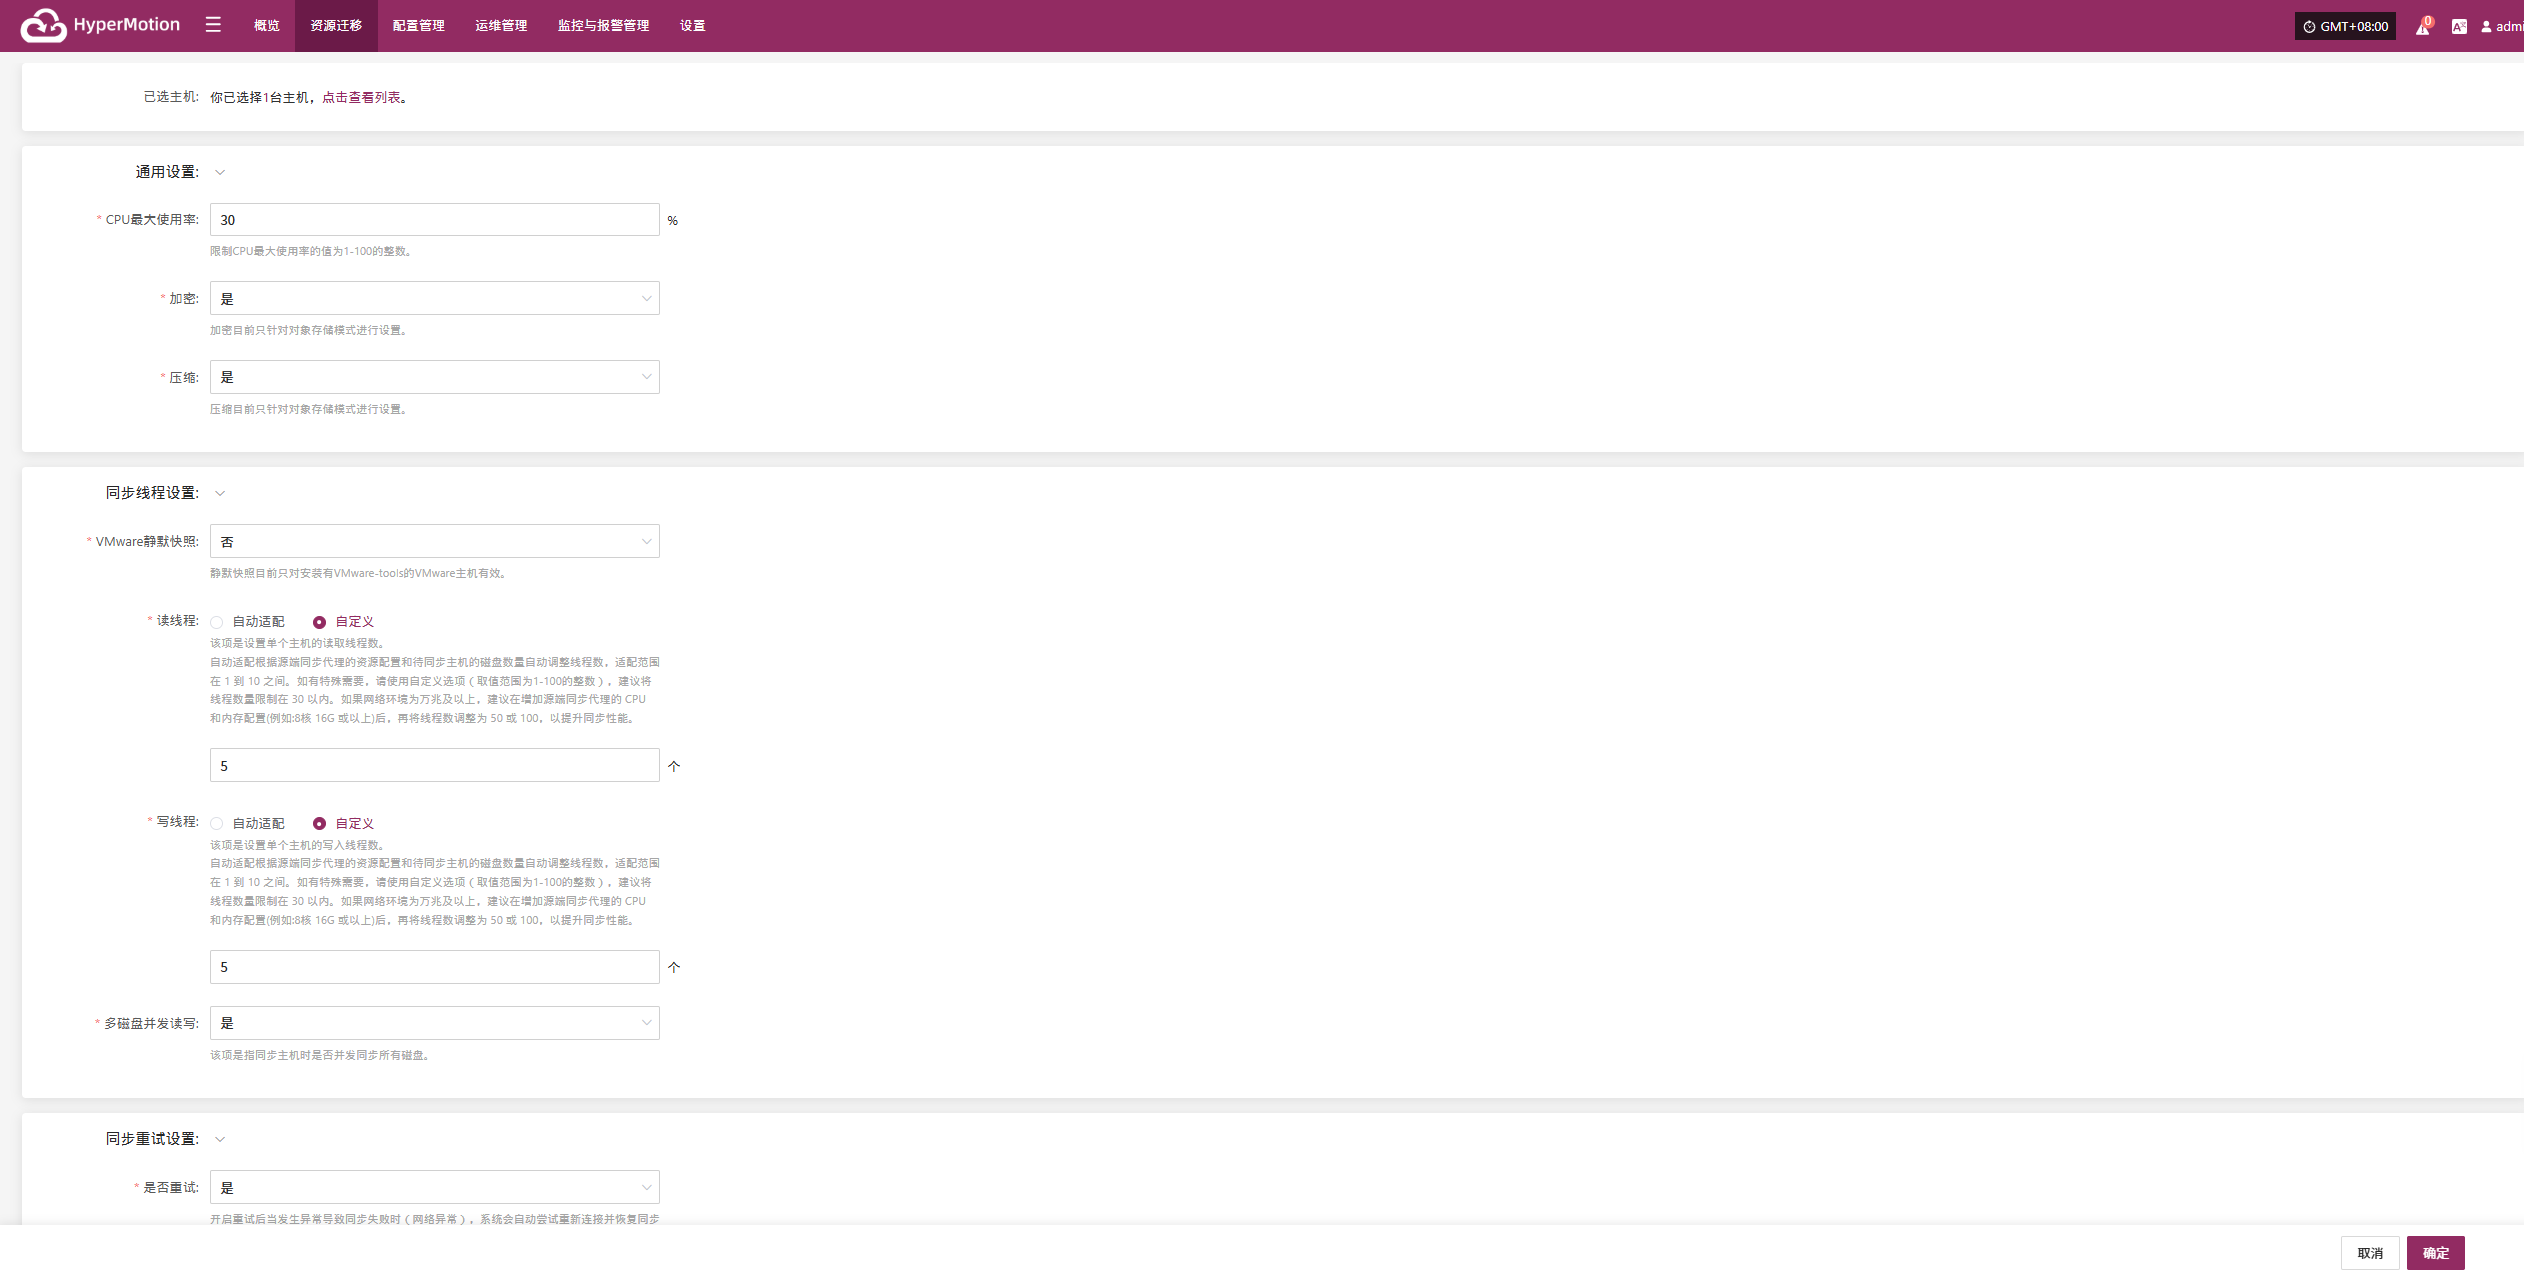 HyperMotion
概览
资源迁移
配置管理
运维管理
监控与报警管理
设置
GMT+08:00
0
admi
已选主机: 你已选择1台主机，点击查看列表。
通用设置:
* CPU最大使用率: 30 %
限制CPU最大使用率的值为1-100的整数。
* 加密: 是
加密目前只针对对象存储模式进行设置。
* 压缩: 是
压缩目前只针对对象存储模式进行设置。
同步线程设置:
* VMware静默快照: 否
静默快照目前只对安装有VMware-tools的VMware主机有效。
* 读线程: 自动适配 自定义
该项是设置单个主机的读取线程数。
自动适配根据源端同步代理的资源配置和待同步主机的磁盘数量自动调整线程数，适配范围
在 1 到 10 之间。如有特殊需要，请使用自定义选项（取值范围为1-100的整数），建议将
线程数量限制在 30 以内。如果网络环境为万兆及以上，建议在增加源端同步代理的 CPU
和内存配置(例如:8核 16G 或以上)后，再将线程数调整为 50 或 100，以提升同步性能。
5 个
* 写线程: 自动适配 自定义
该项是设置单个主机的写入线程数。
自动适配根据源端同步代理的资源配置和待同步主机的磁盘数量自动调整线程数，适配范围
在 1 到 10 之间。如有特殊需要，请使用自定义选项（取值范围为1-100的整数），建议将
线程数量限制在 30 以内。如果网络环境为万兆及以上，建议在增加源端同步代理的 CPU
和内存配置(例如:8核 16G 或以上)后，再将线程数调整为 50 或 100，以提升同步性能。
5 个
* 多磁盘并发读写: 是
该项是指同步主机时是否并发同步所有磁盘。
同步重试设置:
* 是否重试: 是
开启重试后当发生异常导致同步失败时（网络异常），系统会自动尝试重新连接并恢复同步
取消
确定